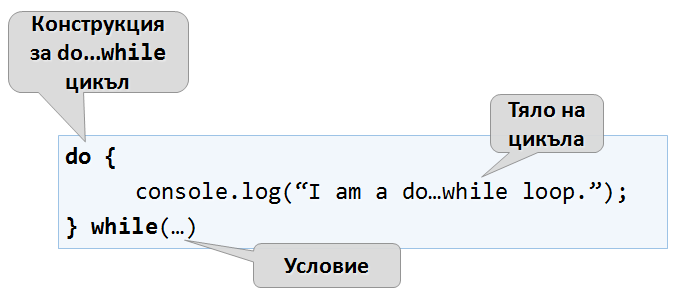 Конструкция
за do…while
цикъл
Тяло на
цикъла
do {
console.log(“I am a do…while loop.”);
} while(…)
Условие